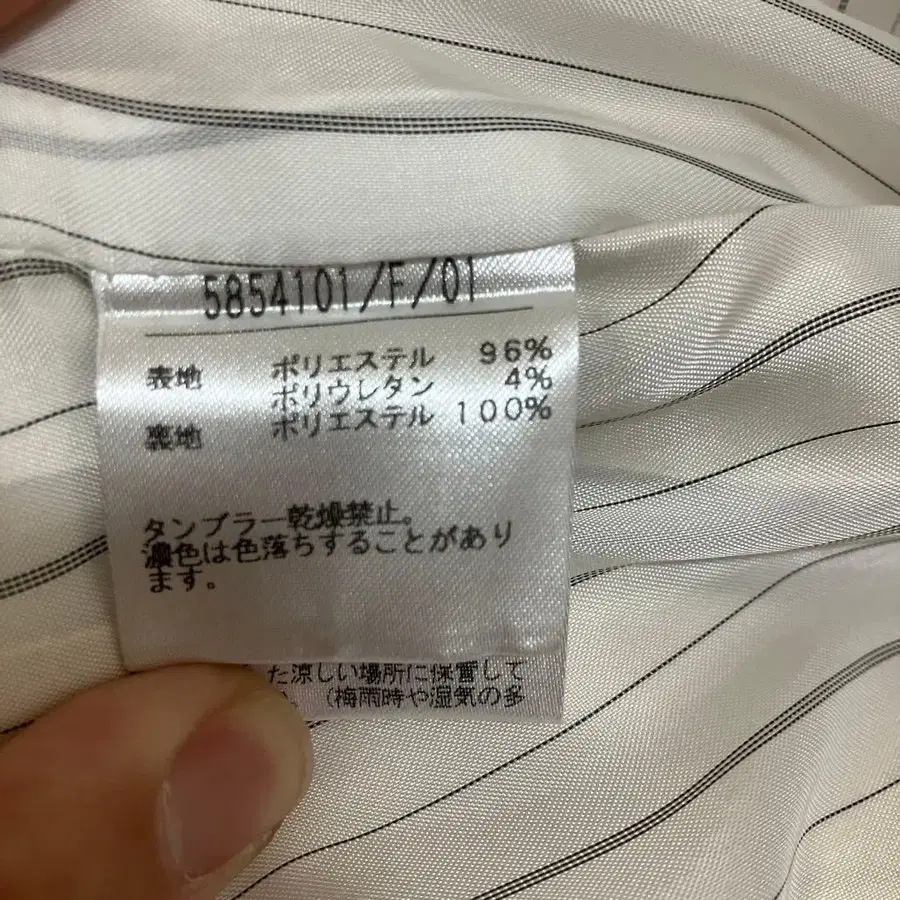 5854101/F/01
表地 ポリエステル 96%
ポリウレタン 4%
裏地 ポリエステル 100%
タンブラー乾燥禁止。
濃色は色落ちすることがあり
ます。
た涼しい場所に保管して
。(梅雨時や湿気の多